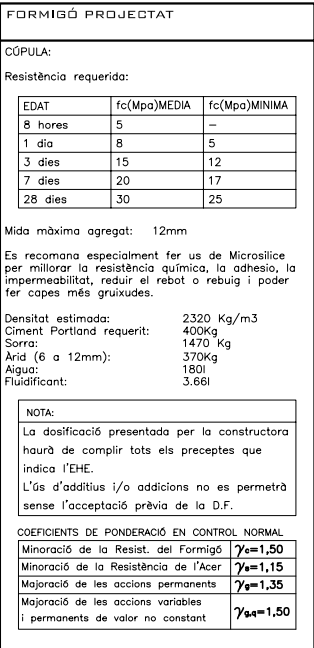 FORMIGÓ PROJECTAT
CÚPULA:
Resistència requerida:
EDAT fc(Mpa)MEDIA fc(Mpa)MINIMA
8 hores 5 –
1 dia 8 5
3 dies 15 12
7 dies 20 17
28 dies 30 25
Mida màxima agregat: 12mm
Es recomana especialment fer us de Microsilice
per millorar la resistència química, la adhesio, la
impermeabilitat, reduir el rebot o rebuig i poder
fer capes més gruixudes.
Densitat estimada: 2320 Kg/m3
Ciment Portland requerit: 400Kg
Sorra: 1470 Kg
Àrid (6 a 12mm): 370Kg
Aigua: 180l
Fluidificant: 3.66l
NOTA:
La dosificació presentada per la constructora
haurà de complir tots els preceptes que
indica l'EHE.
L'ús d'additius i/o addicions no es permetrà
sense l'acceptació prèvia de la D.F.
COEFICIENTS DE PONDERACIÓ EN CONTROL NORMAL
Minoració de la Resist. del Formigó γc=1,50
Minoració de la Resistència de l'Acer γs=1,15
Majoració de les accions permanents γg=1,35
Majoració de les accions variables
i permanents de valor no constant γg,q=1,50